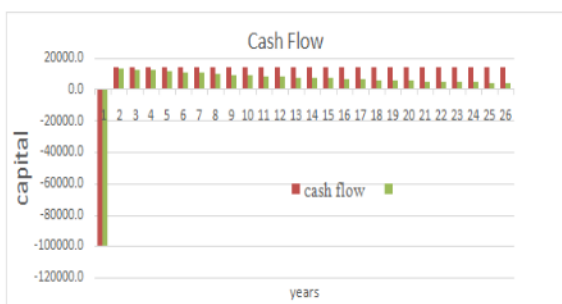 Cash Flow
20000.0
0.0
1 2 3 4 5 6 7 8 9 10 11 12 13 14 15 16 17 18 19 20 21 22 23 24 25 26
-20000.0
-40000.0
-60000.0
-80000.0
-100000.0
-120000.0
capital
cash flow
years